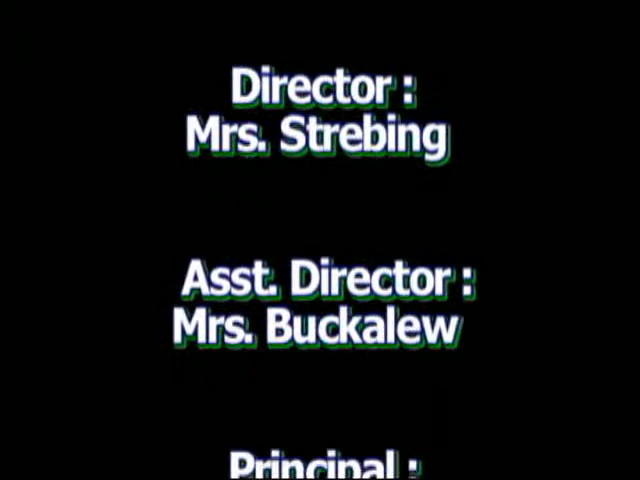 Director :
Mrs. Strebing
Asst. Director :
Mrs. Buckalew
Principal :